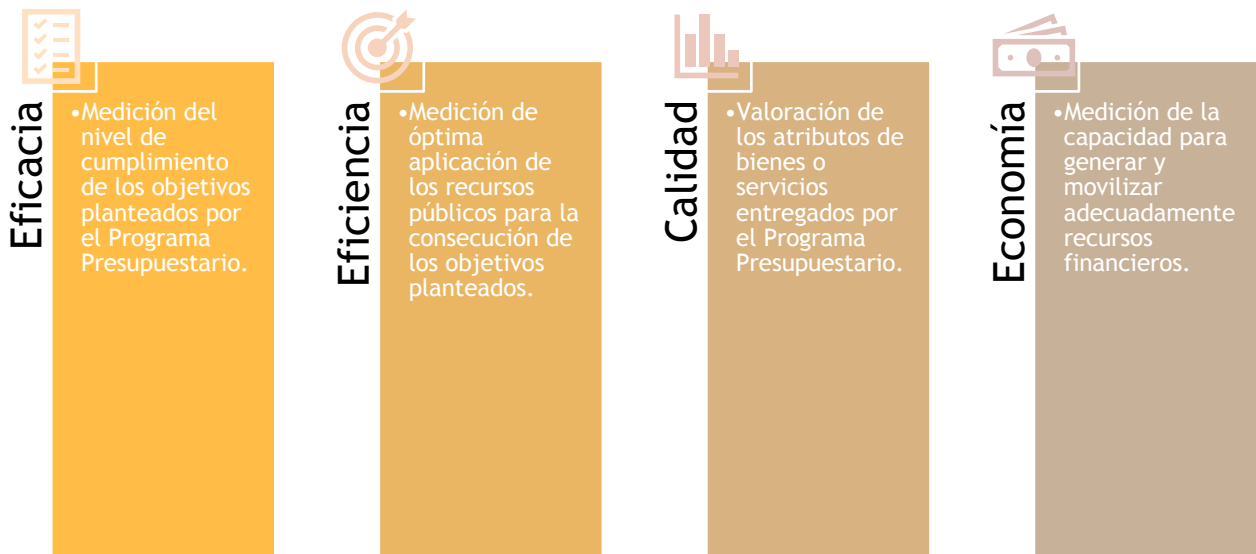 Eficacia
•Medición del
nivel de
cumplimiento
de los objetivos
planteados por
el Programa
Presupuestario.
Eficiencia
•Medición de
óptima
aplicación de
los recursos
públicos para la
consecución de
los objetivos
planteados.
Calidad
•Valoración de
los atributos de
bienes o
servicios
entregados por
el Programa
Presupuestario.
Economía
•Medición de la
capacidad para
generar y
movilizar
adecuadamente
recursos
financieros.